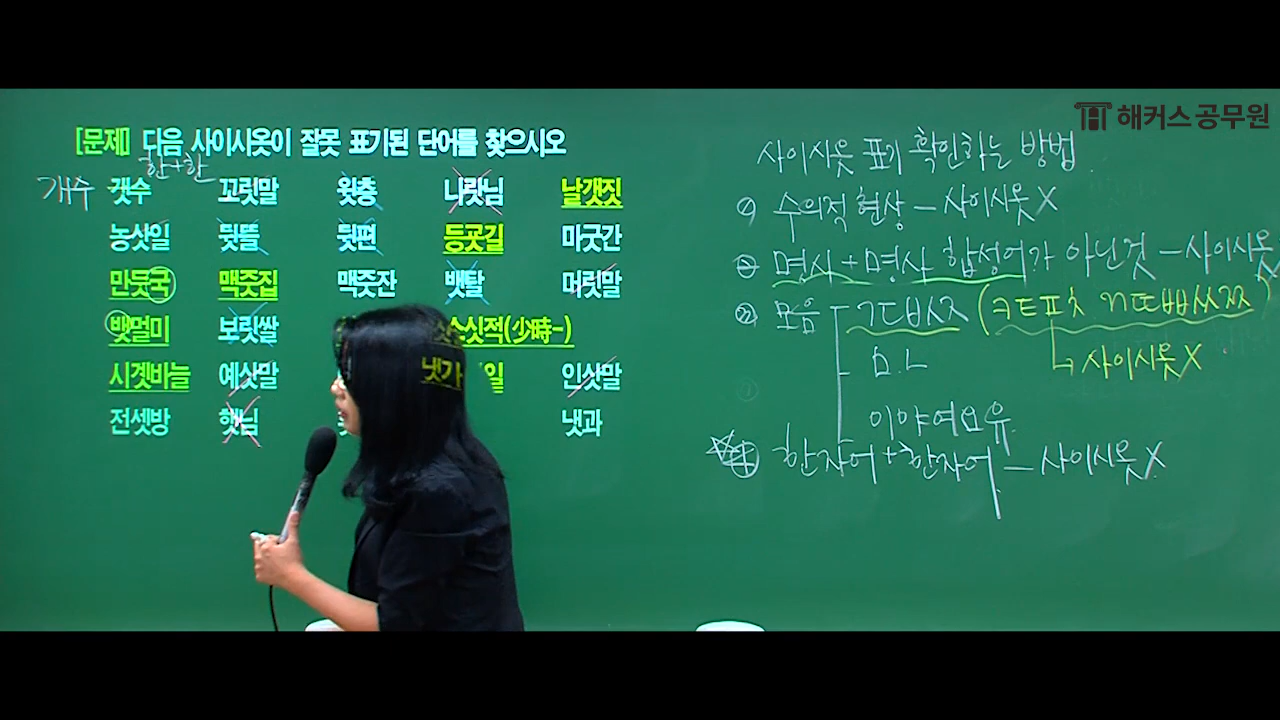 해커스공무원
[문제] 다음 사이시옷이 잘못 표기된 단어를 찾으시오
한+한
개수 갯수 꼬릿말 윗층 나랏님 날갯짓
농삿일 뒷뜰 뒷편 등굣길 마굿간
만둣국 맥줏집 맥줏잔 뱃탈 머릿말
뱃멀미 보릿쌀 소싯적(少時-)
시곗바늘 예삿말 냇가 일 인삿말
전셋방 햇님 냇과
사이시옷 표기 확인하는 방법
① 수의적 현상 - 사이시옷 X
② 명사 + 명사 합성어가 아닌것 - 사이시옷 X
③ 모음 ㄱㄷㅂㅅㅈ (ㅋㅌㅍㅊ ㄲㄸㅃㅆㅉ)
ㅁ.ㄴ ↳ 사이시옷 X
이야여요유
④ 한자어+한자어 - 사이시옷 X